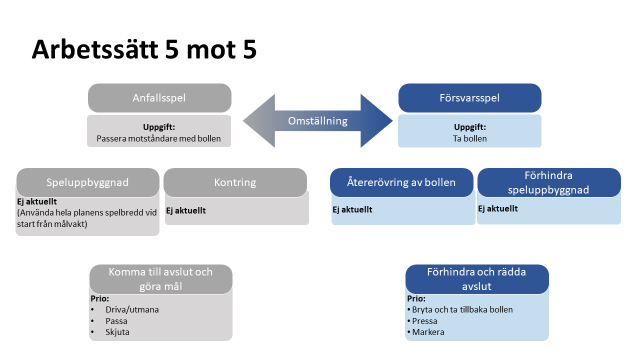 Arbetssätt 5 mot 5
Anfallsspel
Uppgift:
Passera motståndare med bollen
Omställning
Försvarsspel
Uppgift:
Ta bollen
Speluppbyggnad
Ej aktuellt
(Använda hela planens spelbredd vid
start från målvakt)
Kontring
Ej aktuellt
Återerövring av bollen
Ej aktuellt
Förhindra
speluppbyggnad
Ej aktuellt
Komma till avslut och
göra mål
Prio:
• Driva/utmana
• Passa
• Skjuta
Förhindra och rädda
avslut
Prio:
• Bryta och ta tillbaka bollen
• Pressa
• Markera